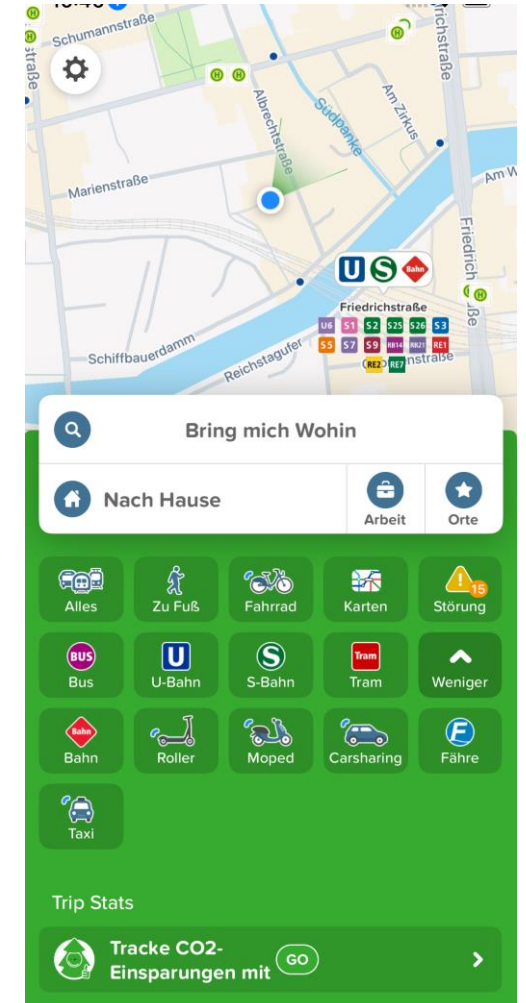 Schumannstraße
Albrechtstraße
Südpanke
Am Zirkus
Marienstraße
Am W
Friedrich
ße
U S Bahn
Friedrichstraße
U6 S1 S2 S25 S26 S3
S5 S7 S9 RB14 RB21 RE1
RE2 RE7
nstraße
Schiffbauerdamm
Reichstagufer
Bring mich Wohin
Nach Hause
Arbeit
Orte
15
Alles
Zu Fuß
Fahrrad
Karten
Störung
BUS
Bus
U
U-Bahn
S
S-Bahn
Tram
Tram
Weniger
Bahn
Bahn
Roller
Moped
Carsharing
F
Fähre
Taxi
Trip Stats
Tracke CO2-
Einsparungen mit GO